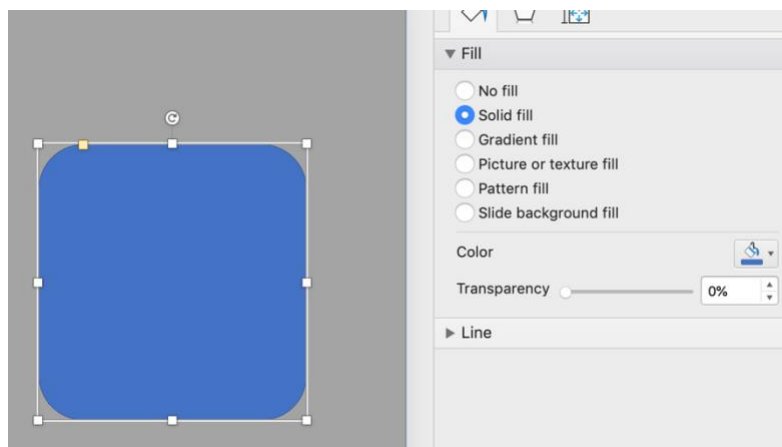 Fill
No fill
Solid fill
Gradient fill
Picture or texture fill
Pattern fill
Slide background fill
Color
Transparency 0%
Line